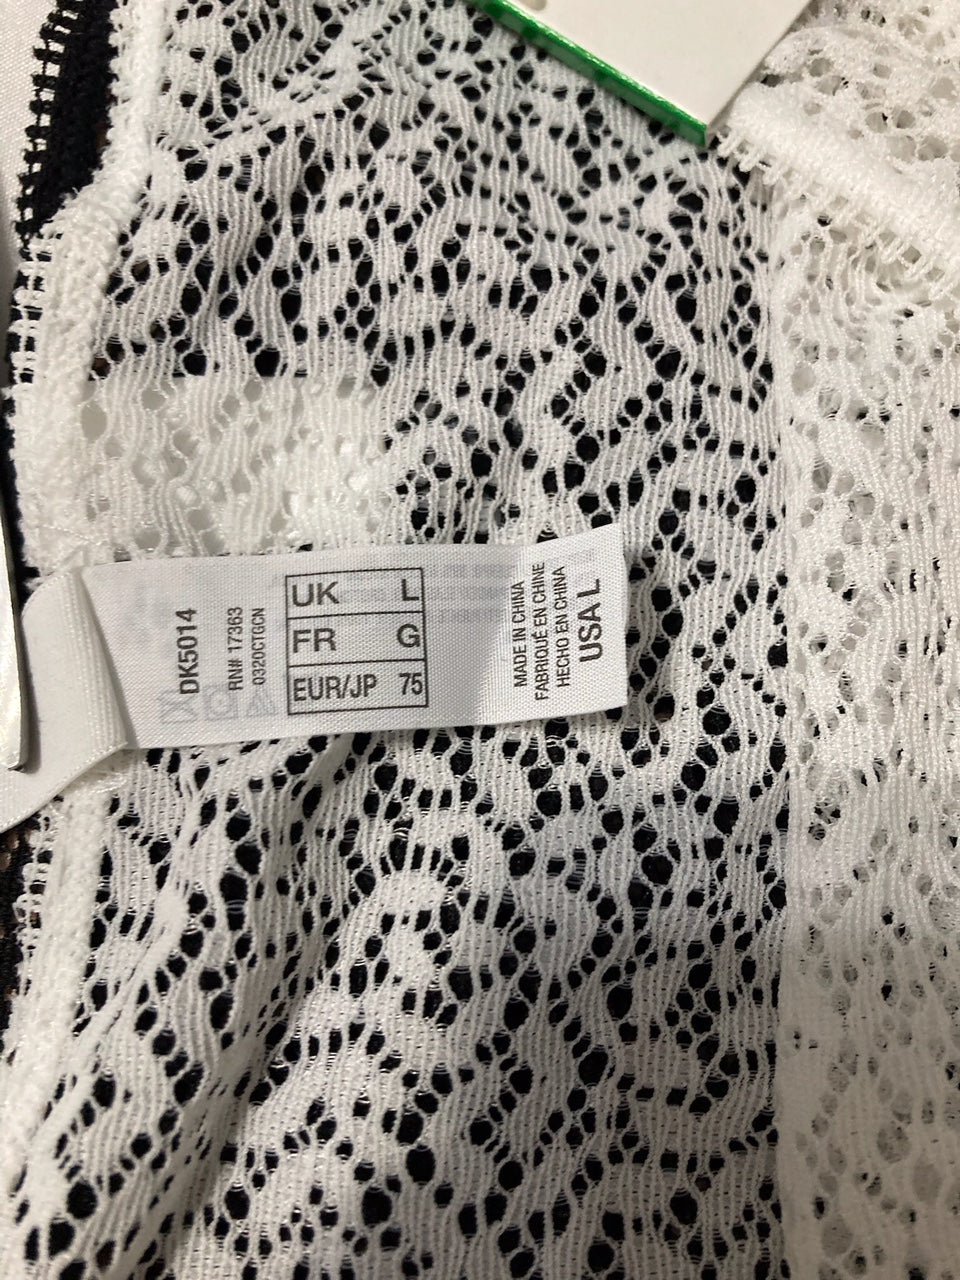 DK5014
RN# 17363
0320CTGCN
UK L
FR G
EUR/JP 75
MADE IN CHINA
FABRIQUÉ EN CHINE
HECHO EN CHINA
USA L